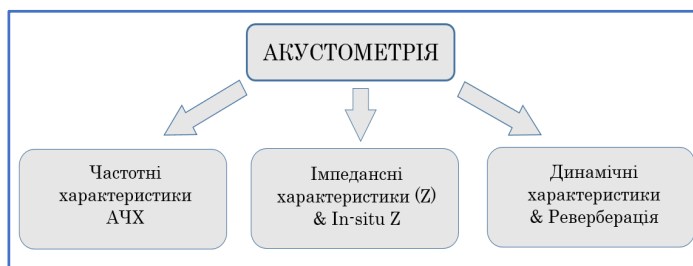 АКУСТОМЕТРІЯ
Частотні
характеристики
АЧХ
Імпедансні
характеристики (Z)
& In-situ Z
Динамічні
характеристики
& Реверберація